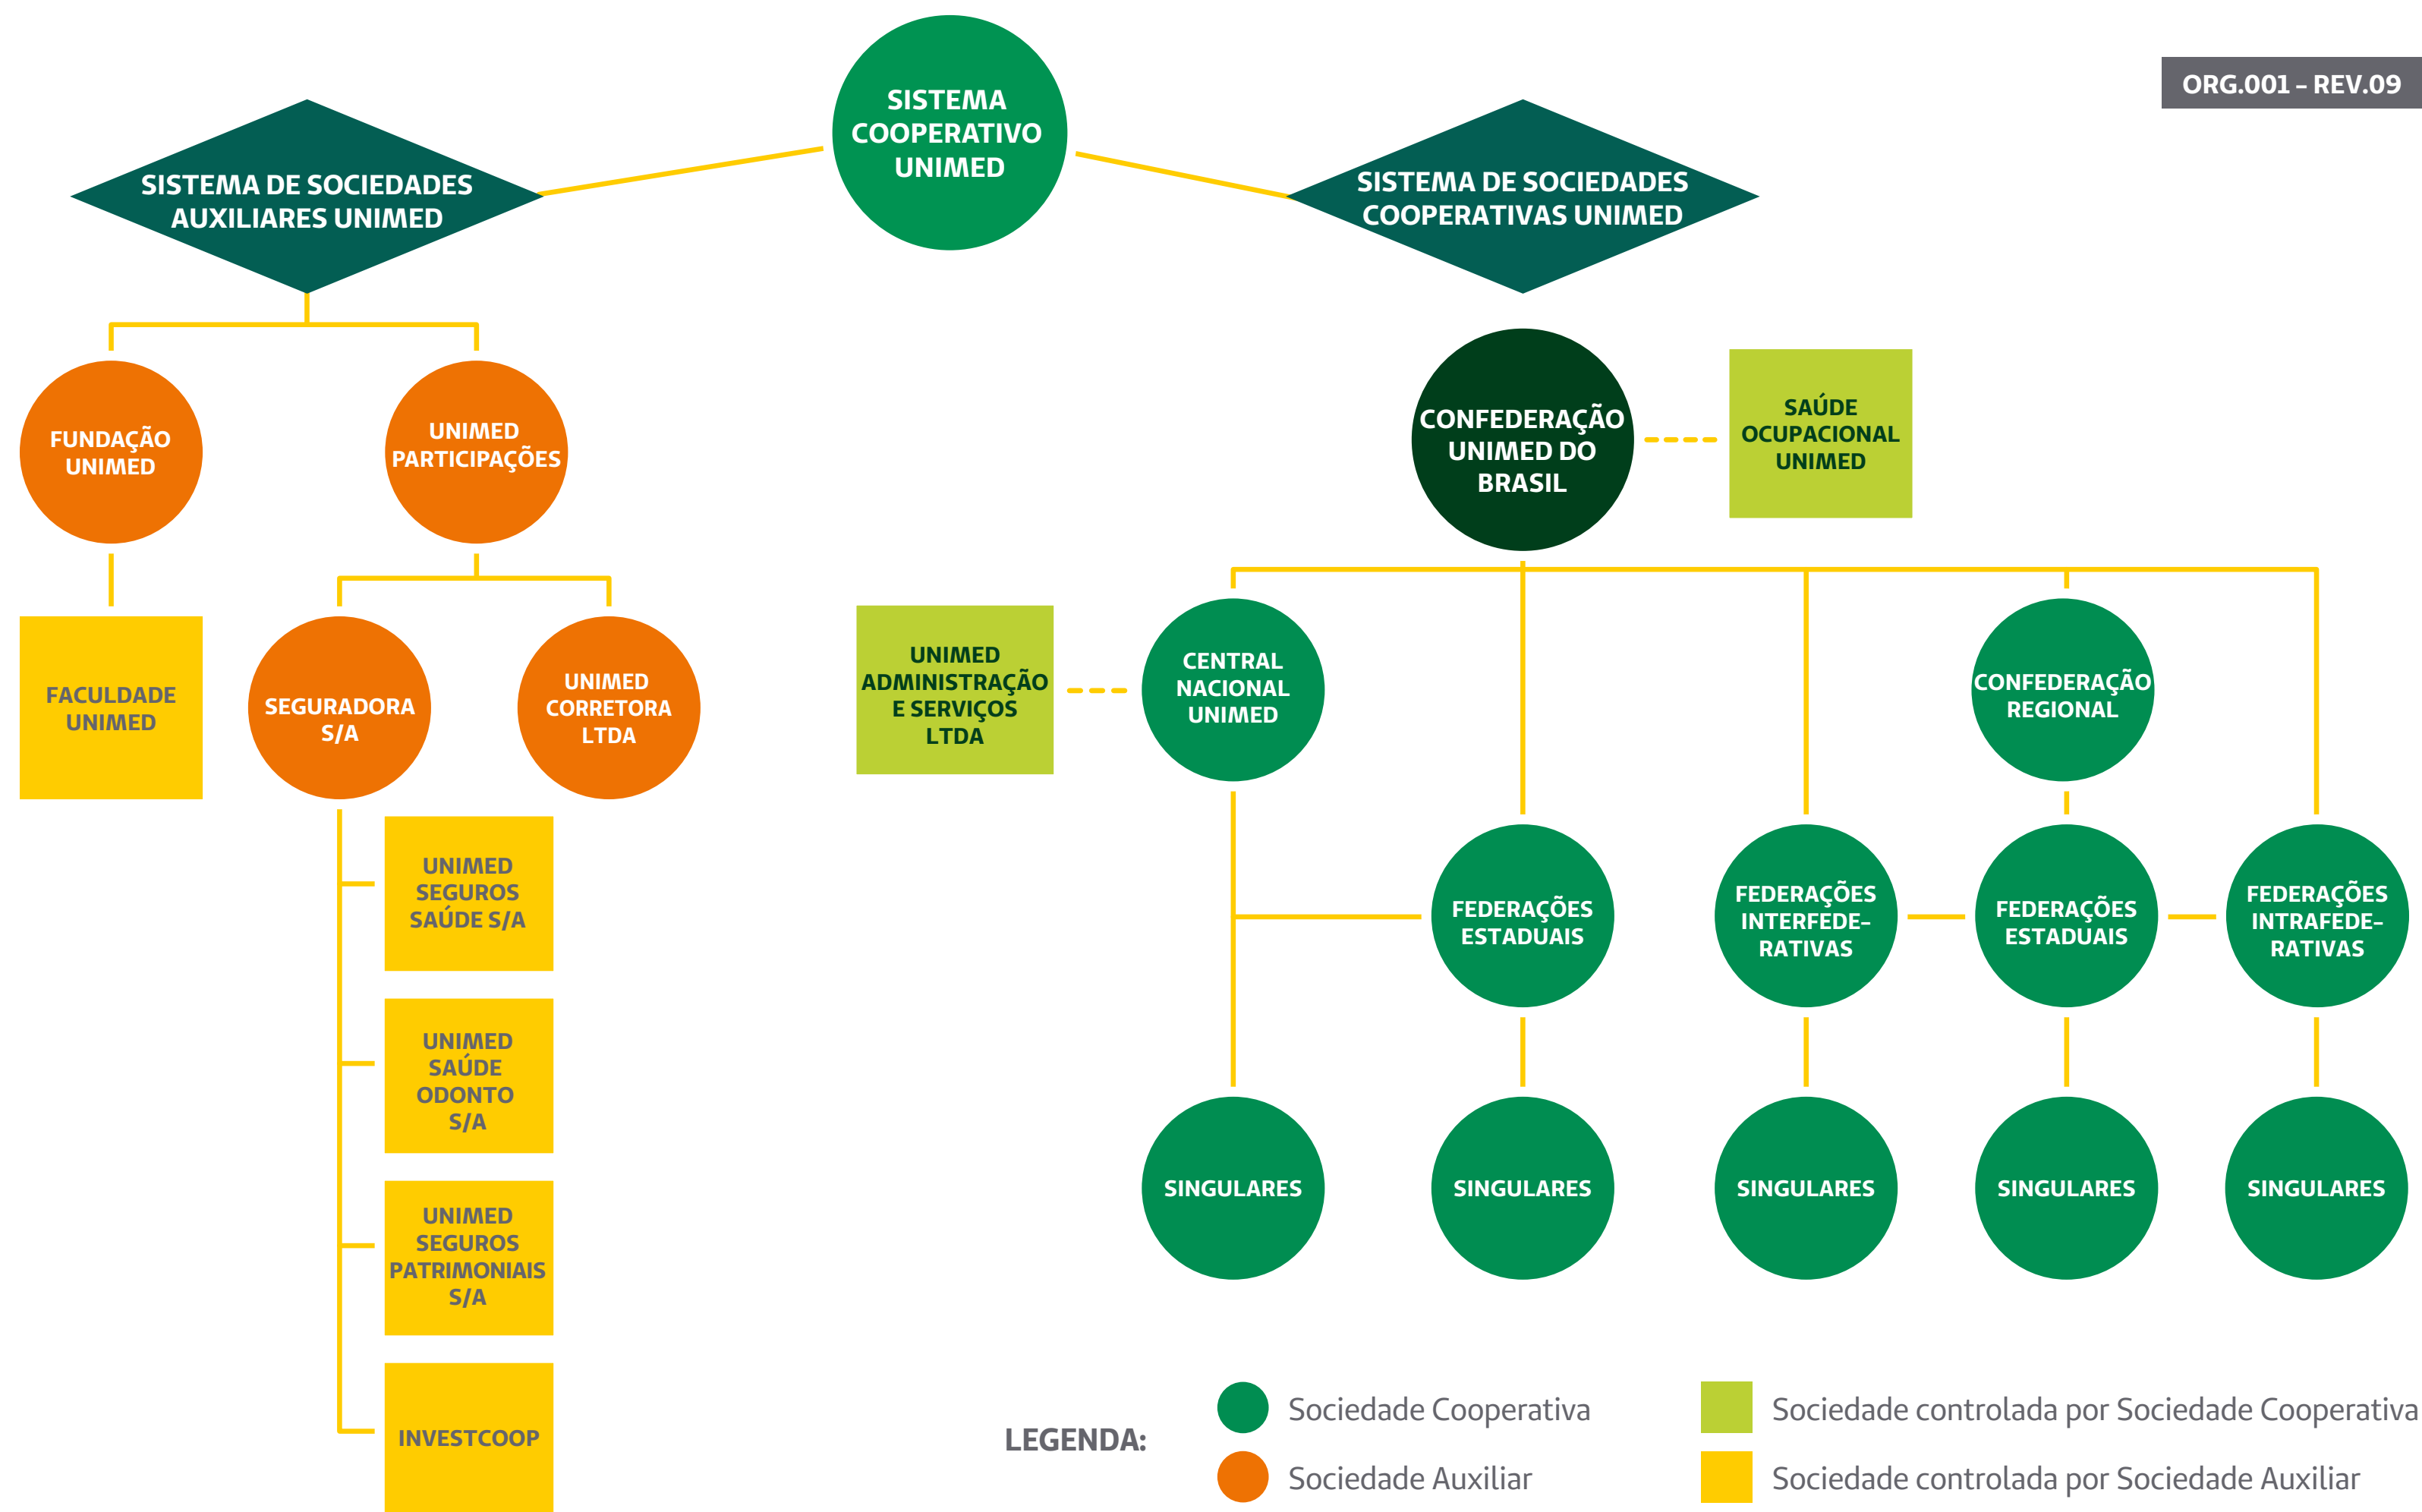 SISTEMA
COOPERATIVO
UNIMED
ORG.001 – REV.09
SISTEMA DE SOCIEDADES
AUXILIARES UNIMED
SISTEMA DE SOCIEDADES
COOPERATIVAS UNIMED
FUNDAÇÃO
UNIMED
UNIMED
PARTICIPAÇÕES
CONFEDERAÇÃO
UNIMED DO
BRASIL
SAÚDE
OCUPACIONAL
UNIMED
FACULDADE
UNIMED
SEGURADORA
S/A
UNIMED
CORRETORA
LTDA
UNIMED
ADMINISTRAÇÃO
E SERVIÇOS
LTDA
CENTRAL
NACIONAL
UNIMED
CONFEDERAÇÃO
REGIONAL
UNIMED
SEGUROS
SAÚDE S/A
UNIMED
SAÚDE
ODONTO
S/A
UNIMED
SEGUROS
PATRIMONIAIS
S/A
INVESTCOOP
FEDERAÇÕES
ESTADUAIS
FEDERAÇÕES
INTERFEDE–
RATIVAS
FEDERAÇÕES
ESTADUAIS
FEDERAÇÕES
INTRAFEDE–
RATIVAS
SINGULARES
SINGULARES
SINGULARES
SINGULARES
SINGULARES
LEGENDA:
Sociedade Cooperativa
Sociedade Auxiliar
Sociedade controlada por Sociedade Cooperativa
Sociedade controlada por Sociedade Auxiliar